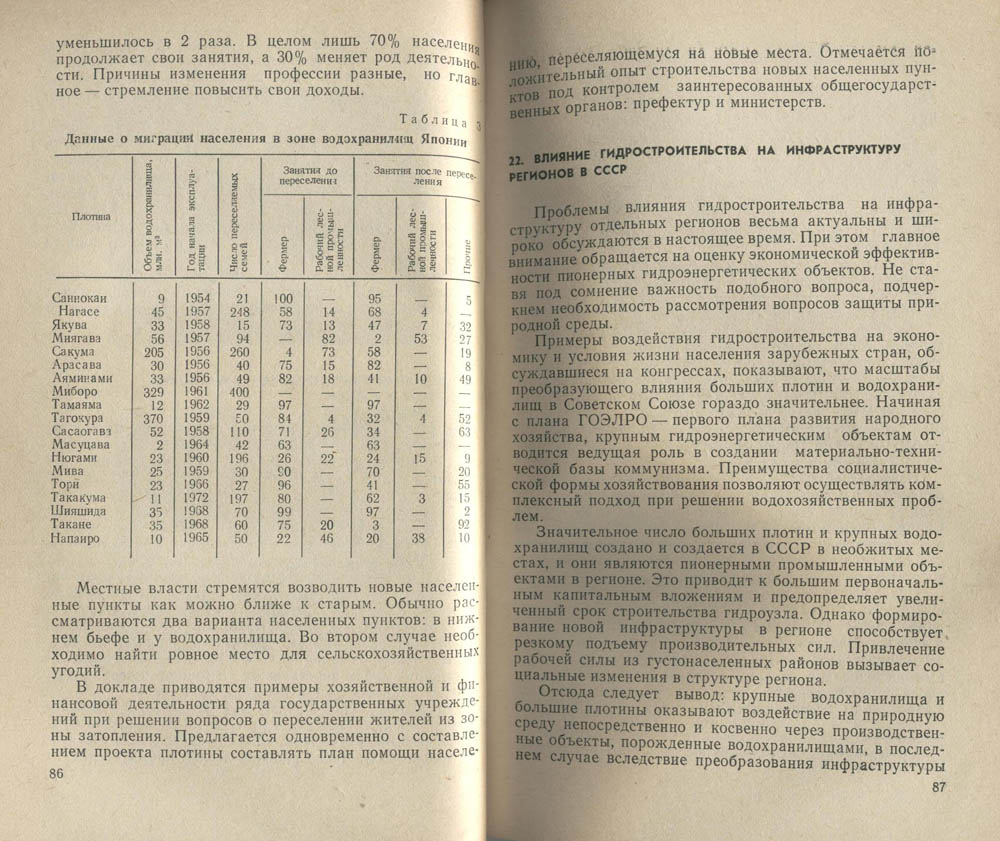 уменьшилось в 2 раза. В целом лишь 70% населения
продолжает свои занятия, а 30% меняет род деятельно-
сти. Причины изменения профессии разные, но глав-
ное — стремление повысить свои доходы.
Таблица 3
Данные о миграции населения в зоне водохранилищ Японии
Плотина
Объем водохранилища, млн. м³
Год начала эксплуа-тации
Число переселяемых семей
Занятия до переселения
Занятия после пересе-ления
Фермер
Рабочий лес-ной промыш-ленности
Фермер
Рабочий лес-ной промыш-ленности
Прочие
Саннокаи 9 1954 21 100 — 95 — 5
Нагасе 45 1957 248 58 14 68 4 —
Якува 33 1958 15 73 13 47 7 32
Миягава 56 1957 94 — 82 2 53 27
Сакума 205 1956 260 4 73 58 — 19
Арасава 30 1956 40 75 15 82 — 8
Аяминами 33 1956 49 82 18 41 10 49
Миборо 329 1961 400 — — — — —
Тамаяма 12 1962 29 97 — 97 — —
Тагокура 370 1959 50 84 4 32 4 52
Сасаогавэ 52 1958 110 71 26 34 — 63
Масуцава 2 1964 42 63 — 63 — —
Нюгами 23 1960 196 26 22 24 15 9
Мива 25 1959 30 90 — 70 — 20
Тори 23 1966 27 96 — 41 — 55
Такакума 11 1972 197 80 — 62 3 15
Шияшида 35 1968 70 99 — 97 — 2
Такане 35 1968 60 75 20 3 — 92
Напаиро 10 1965 50 22 46 20 38 10
Местные власти стремятся возводить новые населен-
ные пункты как можно ближе к старым. Обычно рас-
сматриваются два варианта населенных пунктов: в ниж-
нем бьефе и у водохранилища. Во втором случае необ-
ходимо найти ровное место для сельскохозяйственных
угодий.
В докладе приводятся примеры хозяйственной и фи-
нансовой деятельности ряда государственных учрежде-
ний при решении вопросов о переселении жителей из зо-
ны затопления. Предлагается одновременно с составле-
нием проекта плотины составлять план помощи населе-
86
нию, переселяющемуся на новые места. Отмечается по-
ложительный опыт строительства новых населенных пун-
ктов под контролем заинтересованных общегосударст-
венных органов: префектур и министерств.
22. ВЛИЯНИЕ ГИДРОСТРОИТЕЛЬСТВА НА ИНФРАСТРУКТУРУ
РЕГИОНОВ В СССР
Проблемы влияния гидростроительства на инфра-
структуру отдельных регионов весьма актуальны и ши-
роко обсуждаются в настоящее время. При этом главное
внимание обращается на оценку экономической эффектив-
ности пионерных гидроэнергетических объектов. Не ста-
вя под сомнение важность подобного вопроса, подчер-
кнем необходимость рассмотрения вопросов защиты при-
родной среды.
Примеры воздействия гидростроительства на эконо-
мику и условия жизни населения зарубежных стран, об-
суждавшиеся на конгрессах, показывают, что масштабы
преобразующего влияния больших плотин и водохрани-
лищ в Советском Союзе гораздо значительнее. Начиная
с плана ГОЭЛРО — первого плана развития народного
хозяйства, крупным гидроэнергетическим объектам от-
водится ведущая роль в создании материально-техни-
ческой базы коммунизма. Преимущества социалистиче-
ской формы хозяйствования позволяют осуществлять ком-
плексный подход при решении водохозяйственных проб-
лем.
Значительное число больших плотин и крупных водо-
хранилищ создано и создается в СССР в необжитых ме-
стах, и они являются пионерными промышленными объ-
ектами в регионе. Это приводит к большим первоначаль-
ным капитальным вложениям и предопределяет увели-
ченный срок строительства гидроузла. Однако формиро-
вание новой инфраструктуры в регионе способствует
резкому подъему производительных сил. Привлечение
рабочей силы из густонаселенных районов вызывает со-
циальные изменения в структуре региона.
Отсюда следует вывод: крупные водохранилища и
большие плотины оказывают воздействие на природную
среду непосредственно и косвенно через производствен-
ные объекты, порожденные водохранилищами, в послед-
нем случае вследствие преобразования инфраструктуры
87